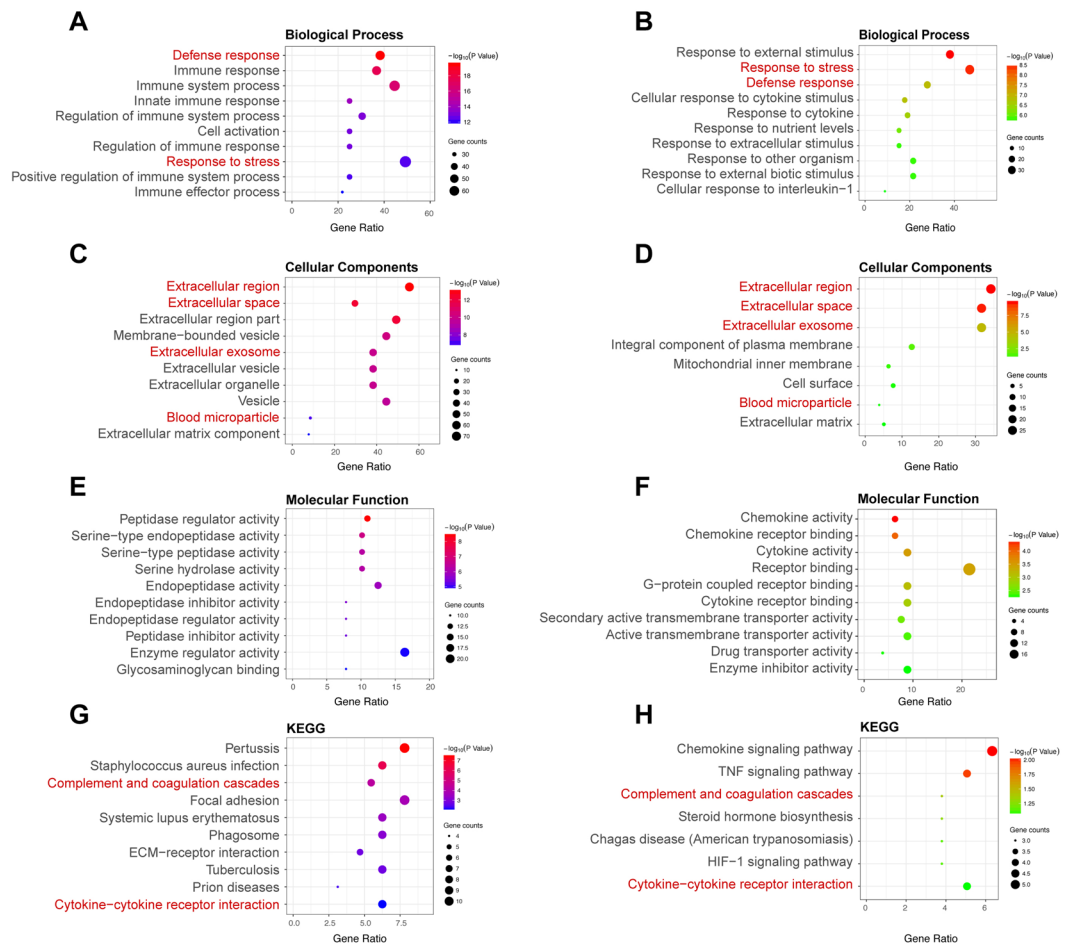 A
Biological Process
Defense response
Immune response
Immune system process
Innate immune response
Regulation of immune system process
Cell activation
Regulation of immune response
Response to stress
Positive regulation of immune system process
Immune effector process
0 20 40 60
Gene Ratio
−log10(P Value)
18
16
14
12
Gene counts
30
40
50
60
B
Biological Process
Response to external stimulus
Response to stress
Defense response
Cellular response to cytokine stimulus
Response to cytokine
Response to nutrient levels
Response to extracellular stimulus
Response to other organism
Response to external biotic stimulus
Cellular response to interleukin−1
0 20 40
Gene Ratio
−log10(P Value)
8.5
8.0
7.5
7.0
6.5
6.0
Gene counts
10
20
30
C
Cellular Components
Extracellular region
Extracellular space
Extracellular region part
Membrane−bounded vesicle
Extracellular exosome
Extracellular vesicle
Extracellular organelle
Vesicle
Blood microparticle
Extracellular matrix component
0 20 40 60
Gene Ratio
−log10(P Value)
12
10
8
Gene counts
10
20
30
40
50
60
70
D
Cellular Components
Extracellular region
Extracellular space
Extracellular exosome
Integral component of plasma membrane
Mitochondrial inner membrane
Cell surface
Blood microparticle
Extracellular matrix
0 10 20 30
Gene Ratio
−log10(P Value)
7.5
5.0
2.5
Gene counts
5
10
15
20
25
E
Molecular Function
Peptidase regulator activity
Serine−type endopeptidase activity
Serine−type peptidase activity
Serine hydrolase activity
Endopeptidase activity
Endopeptidase inhibitor activity
Endopeptidase regulator activity
Peptidase inhibitor activity
Enzyme regulator activity
Glycosaminoglycan binding
0 5 10 15 20
Gene Ratio
−log10(P Value)
8
7
6
5
Gene counts
10.0
12.5
15.0
17.5
20.0
F
Molecular Function
Chemokine activity
Chemokine receptor binding
Cytokine activity
Receptor binding
G−protein coupled receptor binding
Cytokine receptor binding
Secondary active transmembrane transporter activity
Active transmembrane transporter activity
Drug transporter activity
Enzyme inhibitor activity
0 10 20
Gene Ratio
−log10(P Value)
4.0
3.5
3.0
2.5
Gene counts
4
8
12
16
G
KEGG
Pertussis
Staphylococcus aureus infection
Complement and coagulation cascades
Focal adhesion
Systemic lupus erythematosus
Phagosome
ECM−receptor interaction
Tuberculosis
Prion diseases
Cytokine−cytokine receptor interaction
0.0 2.5 5.0 7.5
Gene Ratio
−log10(P Value)
7
6
5
4
3
Gene counts
4
5
6
7
8
9
10
H
KEGG
Chemokine signaling pathway
TNF signaling pathway
Complement and coagulation cascades
Steroid hormone biosynthesis
Chagas disease (American trypanosomiasis)
HIF−1 signaling pathway
Cytokine−cytokine receptor interaction
0 2 4 6
Gene Ratio
−log10(P Value)
2.00
1.75
1.50
1.25
Gene counts
3.0
3.5
4.0
4.5
5.0